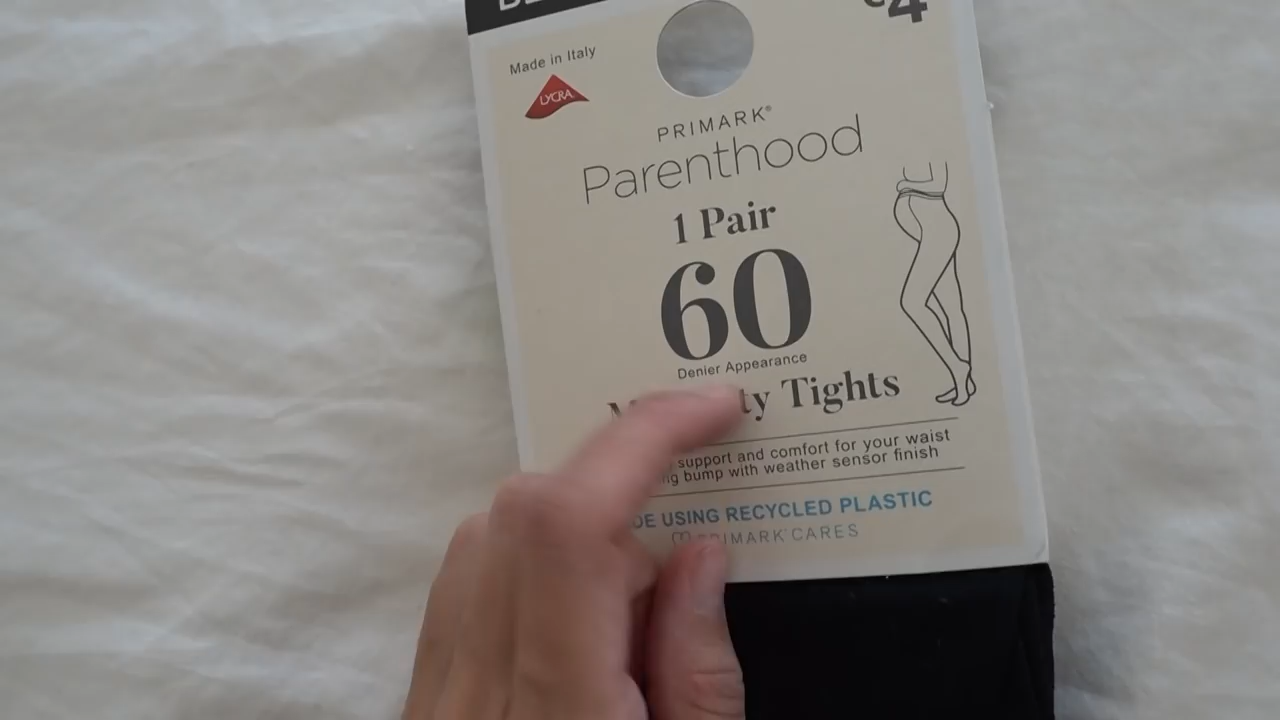 4
Made in Italy
LYCRA
PRIMARK®
Parenthood
1 Pair
60
Denier Appearance
Tights
support and comfort for your waist
bump with weather sensor finish
USING RECYCLED PLASTIC
CARES